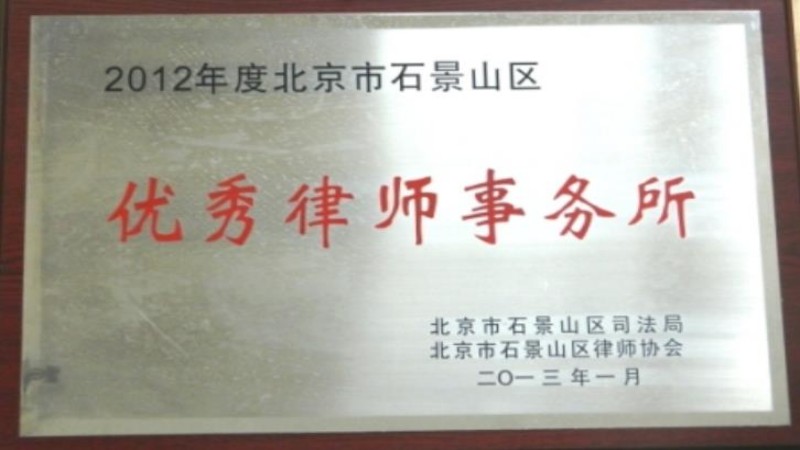 2012年度北京市石景山区
优秀律师事务所
北京市石景山区司法局
北京市石景山区律师协会
二〇一三年一月